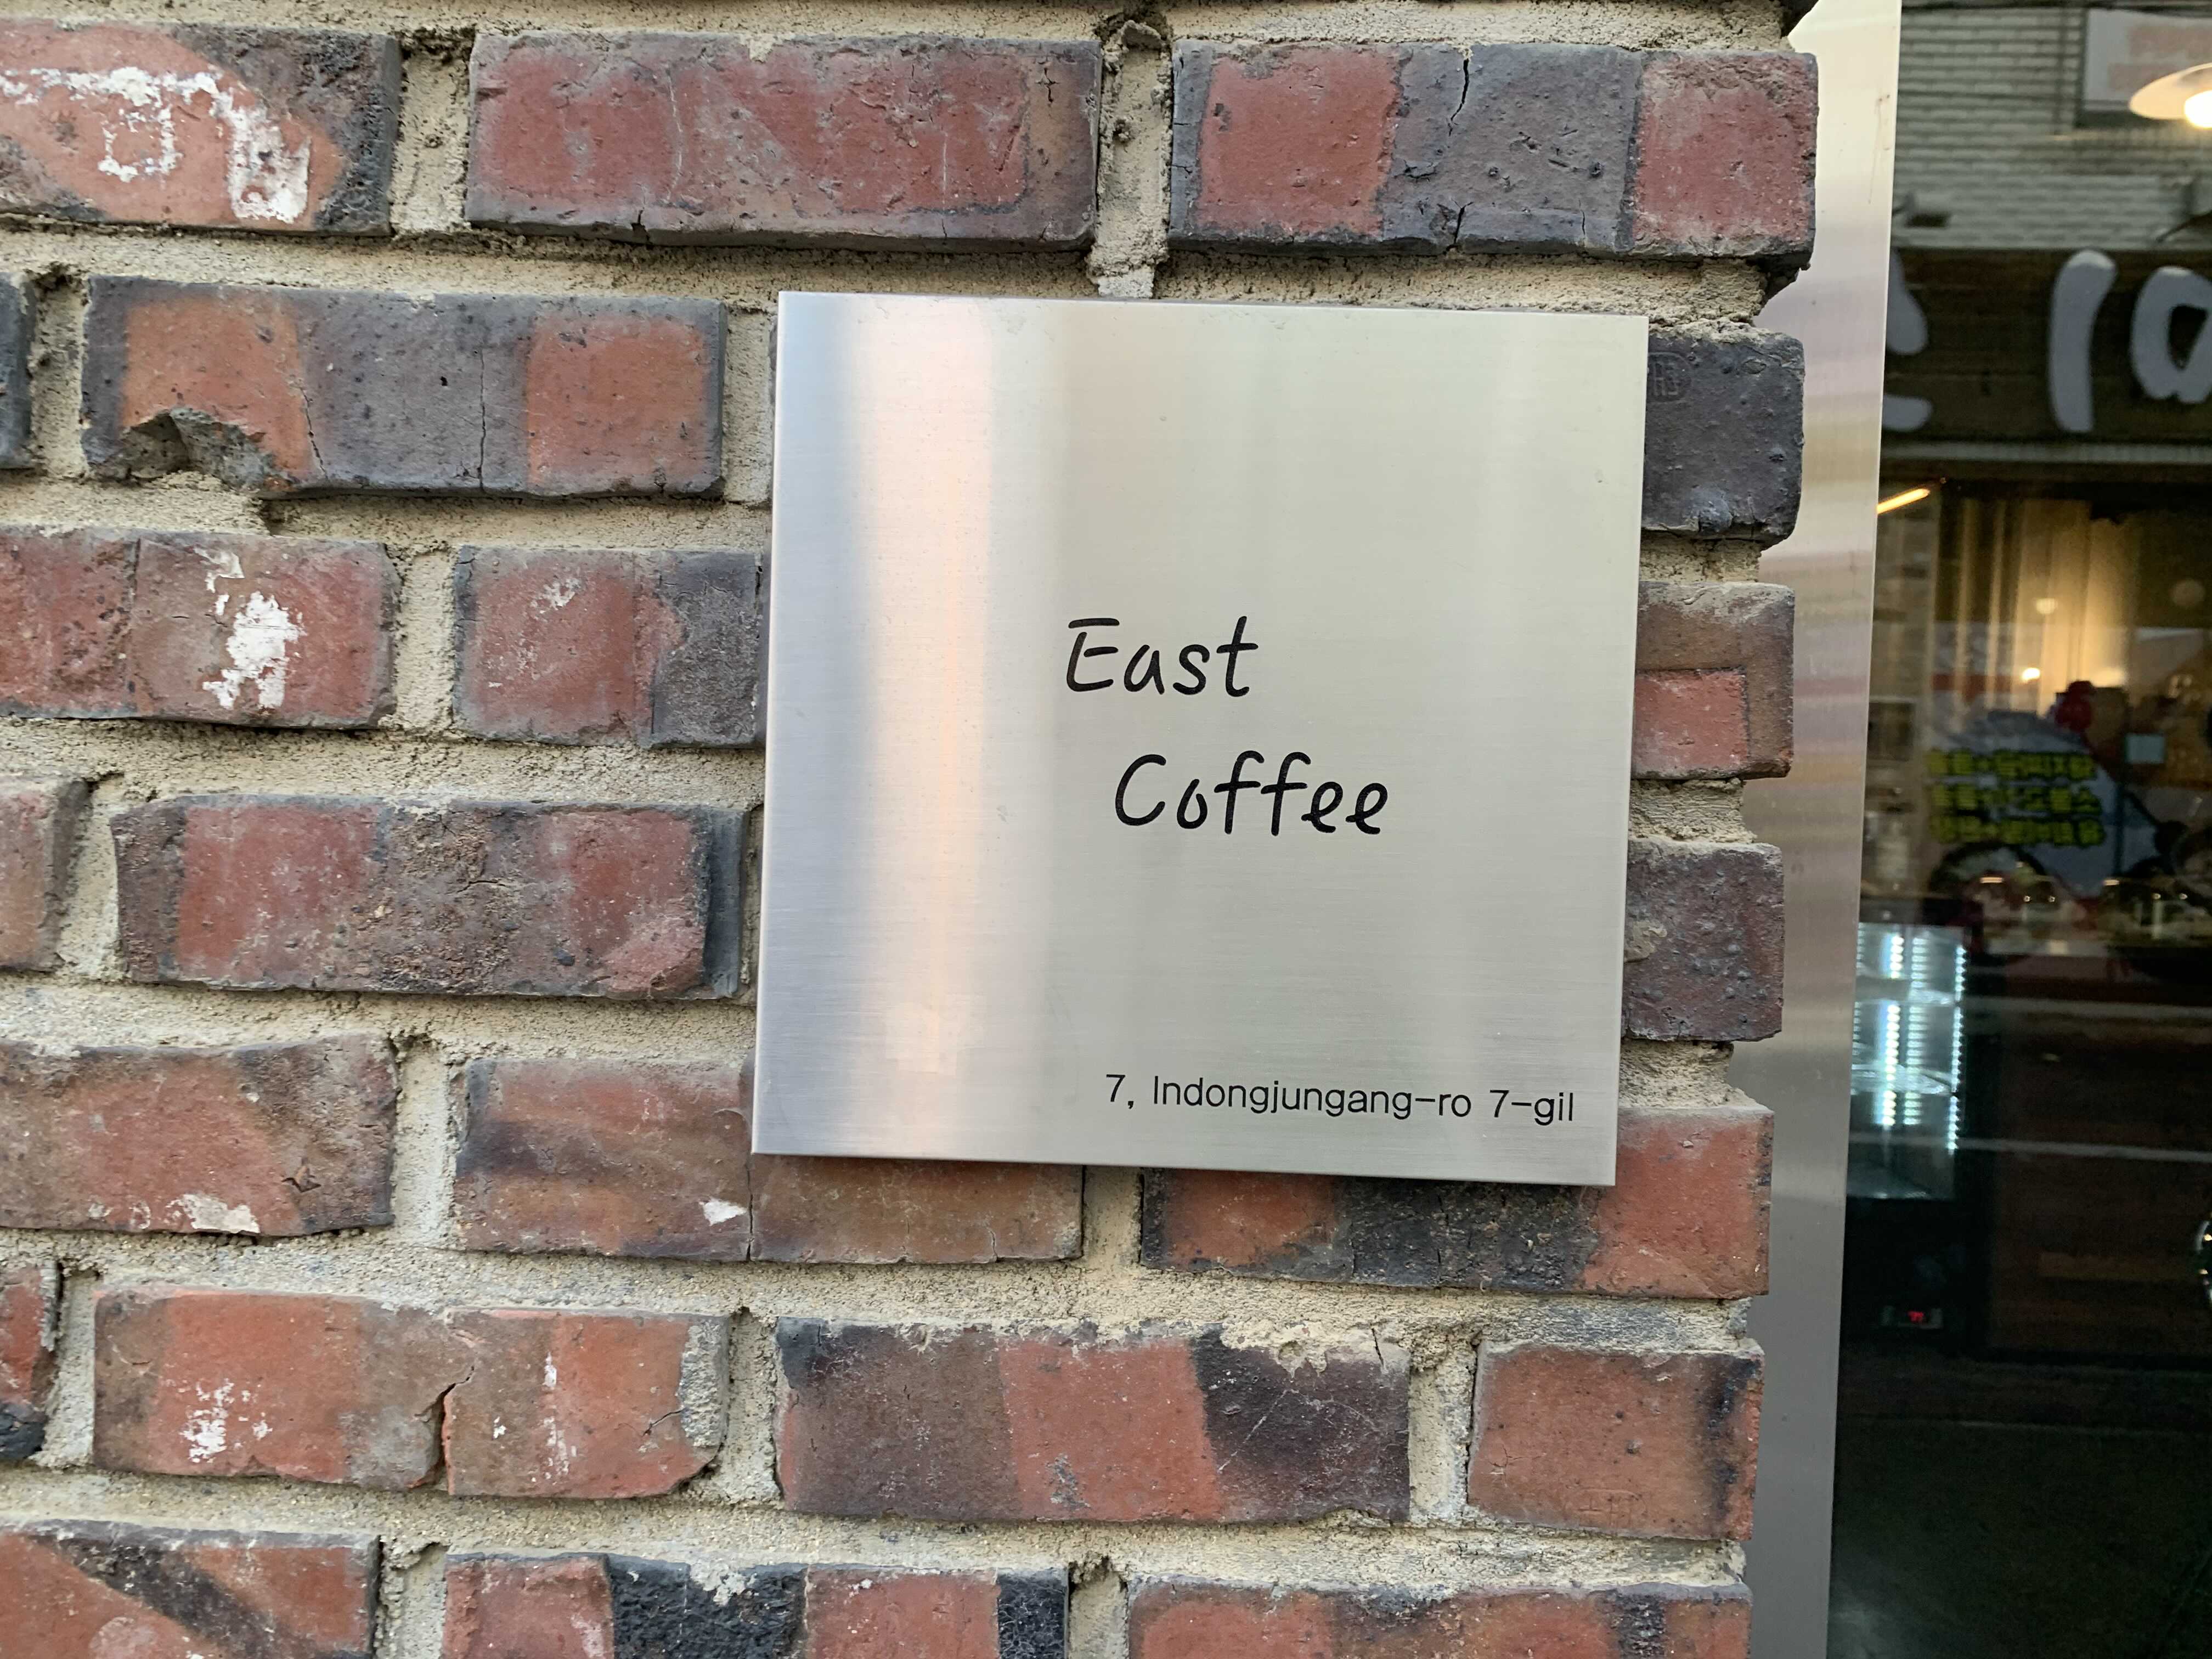 East
Coffee
7, Indongjungang-ro 7-gil